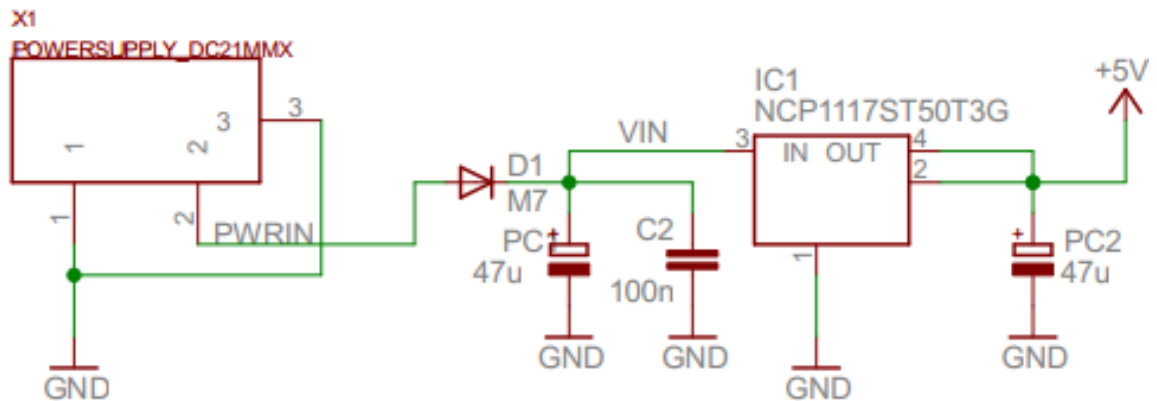 X1
POWERSUPPLY_DC21MMX
3
3
1
2
1
2
PWRIN
D1
M7
VIN
PC1
47u
C2
100n
IC1
NCP1117ST50T3G
3
IN OUT
4
2
1
+5V
+
+
PC2
47u
GND
GND
GND
GND
GND